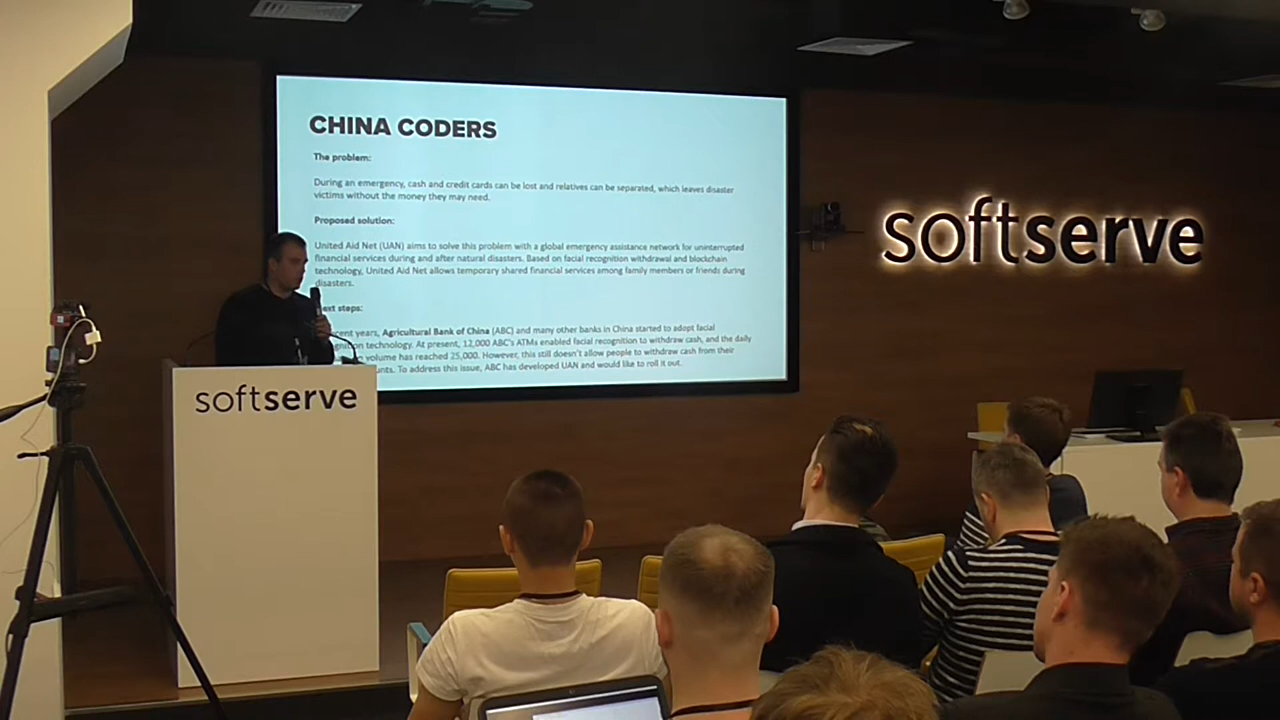 CHINA CODERS
The problem:
During an emergency, cash and credit cards can be lost and relatives can be separated, which leaves disaster
victims without the money they may need.
Proposed solution:
United Aid Net (UAN) aims to solve this problem with a global emergency assistance network for uninterrupted
financial services during and after natural disasters. Based on facial recognition withdrawal and blockchain
technology, United Aid Net allows temporary shared financial services among family members or friends during
disasters.
steps:
years, Agricultural Bank of China (ABC) and many other banks in China started to adopt facial
technology. At present, 12,000 ABC's ATMs enabled facial recognition to withdraw cash, and the daily
volume has reached 25,000. However, this still doesn't allow people to withdraw cash from their
To address this issue, ABC has developed UAN and would like to roll it out.
softserve
softserve